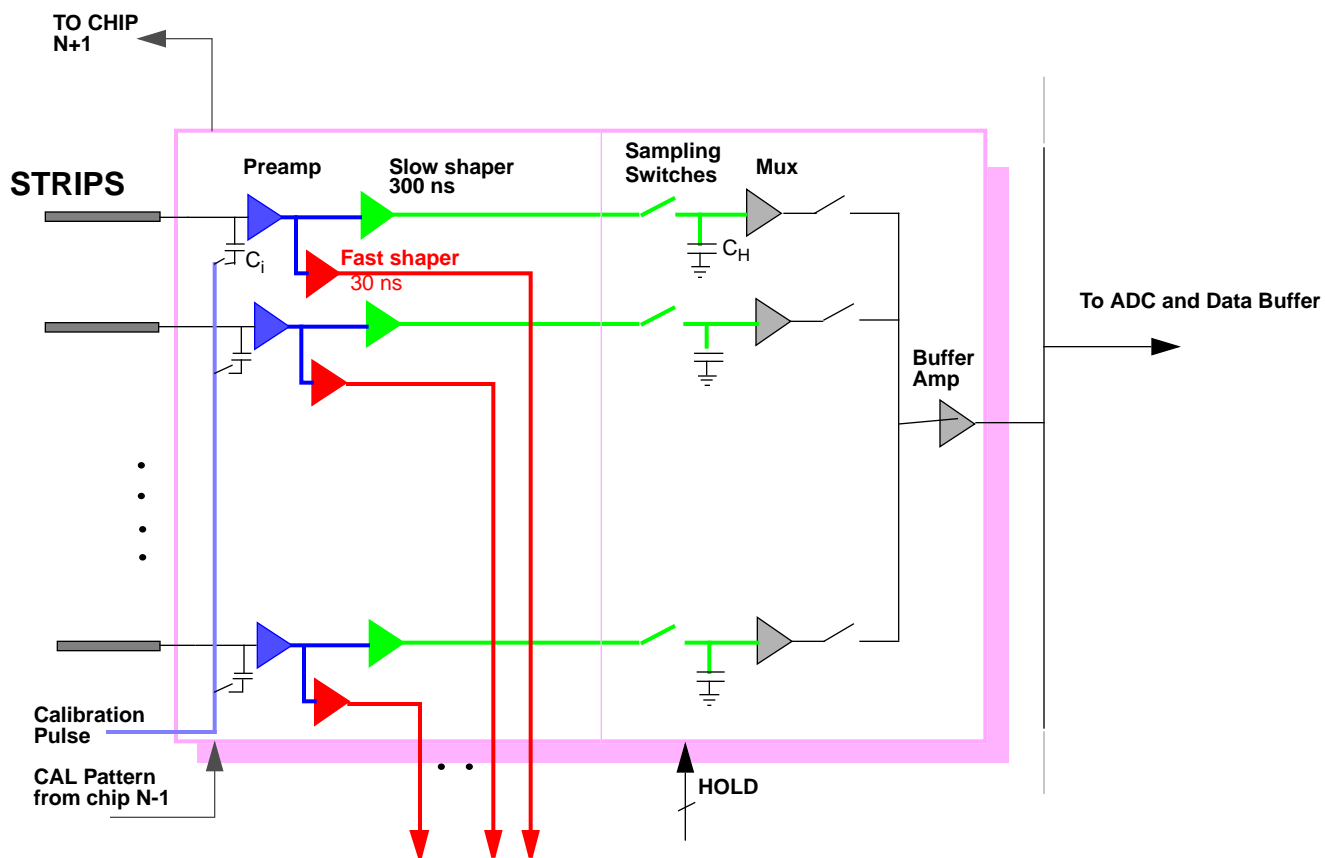 TO CHIP
N+1
STRIPS
Preamp
Slow shaper
300 ns
Sampling
Switches
Mux
Ci
Fast shaper
30 ns
CH
To ADC and Data Buffer
Buffer
Amp
Calibration
Pulse
CAL Pattern
from chip N-1
HOLD